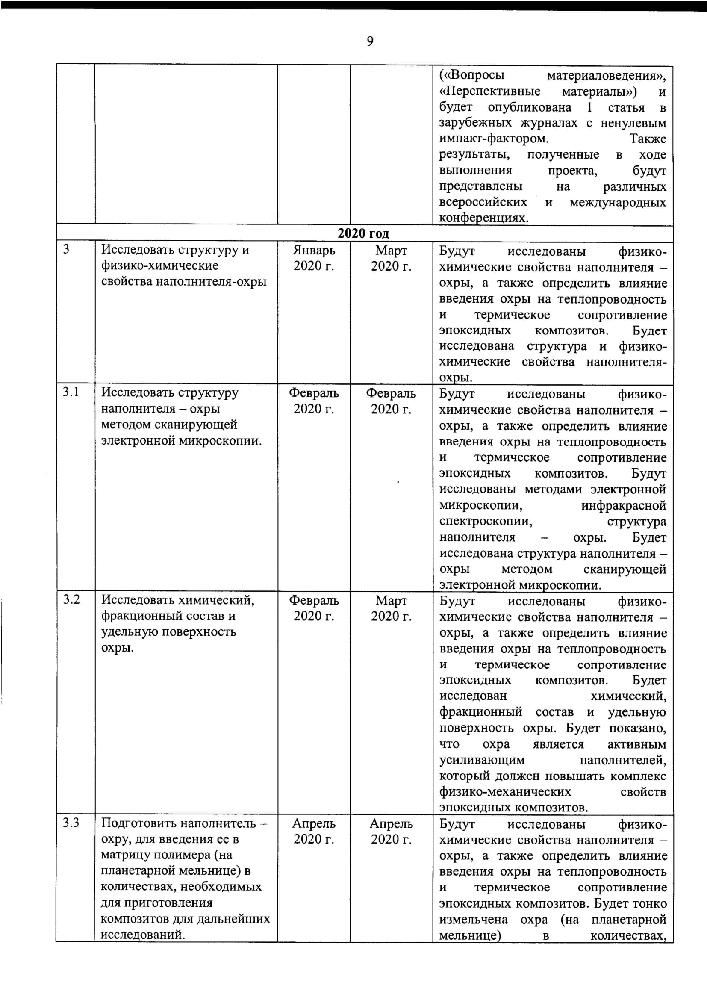 9
(«Вопросы материаловедения»,
«Перспективные материалы») и
будет опубликована 1 статья в
зарубежных журналах с ненулевым
импакт-фактором. Также
результаты, полученные в ходе
выполнения проекта, будут
представлены на различных
всероссийских и международных
конференциях.
2020 год
3
Исследовать структуру и
физико-химические
свойства наполнителя-охры
Январь
2020 г.
Март
2020 г.
Будут исследованы физико-
химические свойства наполнителя –
охры, а также определить влияние
введения охры на теплопроводность
и термическое сопротивление
эпоксидных композитов. Будет
исследована структура и физико-
химические свойства наполнителя-
охры.
3.1
Исследовать структуру
наполнителя – охры
методом сканирующей
электронной микроскопии.
Февраль
2020 г.
Февраль
2020 г.
Будут исследованы физико-
химические свойства наполнителя –
охры, а также определить влияние
введения охры на теплопроводность
и термическое сопротивление
эпоксидных композитов. Будут
исследованы методами электронной
микроскопии, инфракрасной
спектроскопии, структура
наполнителя – охры. Будет
исследована структура наполнителя –
охры методом сканирующей
электронной микроскопии.
3.2
Исследовать химический,
фракционный состав и
удельную поверхность
охры.
Февраль
2020 г.
Март
2020 г.
Будут исследованы физико-
химические свойства наполнителя –
охры, а также определить влияние
введения охры на теплопроводность
и термическое сопротивление
эпоксидных композитов. Будет
исследован химический,
фракционный состав и удельную
поверхность охры. Будет показано,
что охра является активным
усиливающим наполнителей,
который должен повышать комплекс
физико-механических свойств
эпоксидных композитов.
3.3
Подготовить наполнитель –
охру, для введения ее в
матрицу полимера (на
планетарной мельнице) в
количествах, необходимых
для приготовления
композитов для дальнейших
исследований.
Апрель
2020 г.
Апрель
2020 г.
Будут исследованы физико-
химические свойства наполнителя –
охры, а также определить влияние
введения охры на теплопроводность
и термическое сопротивление
эпоксидных композитов. Будет тонко
измельчена охра (на планетарной
мельнице) в количествах,